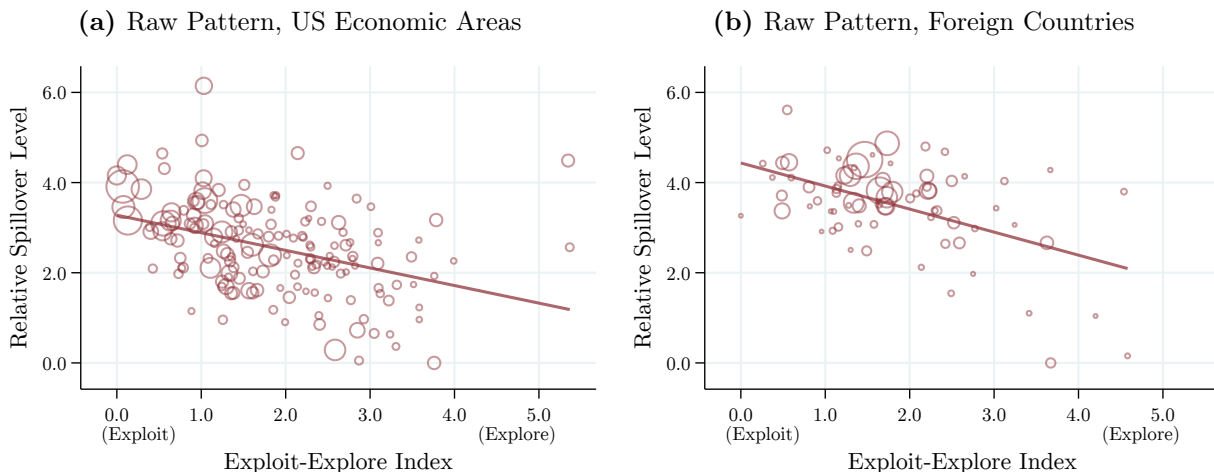 (a) Raw Pattern, US Economic Areas
Relative Spillover Level
6.0
4.0
2.0
0.0
0.0 1.0 2.0 3.0 4.0 5.0
(Exploit) (Explore)
Exploit-Explore Index
(b) Raw Pattern, Foreign Countries
Relative Spillover Level
6.0
4.0
2.0
0.0
0.0 1.0 2.0 3.0 4.0 5.0
(Exploit) (Explore)
Exploit-Explore Index